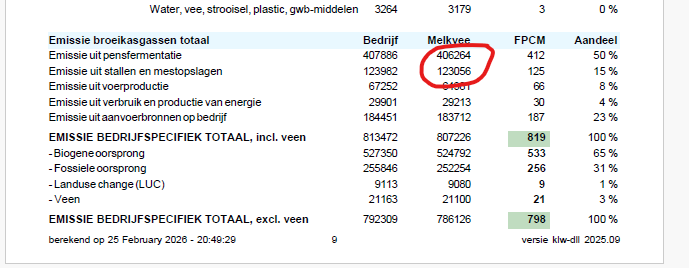 Water, vee, strooisel, plastic, gwb-middelen 3264 3179 3 0 %
Emissie broeikasgassen totaal Bedrijf Melkvee FPCM Aandeel
Emissie uit pensfermentatie 407886 406264 412 50 %
Emissie uit stallen en mestopslagen 123982 123056 125 15 %
Emissie uit voerproductie 67252 66 8 %
Emissie uit verbruik en productie van energie 29901 29213 30 4 %
Emissie uit aanvoerbronnen op bedrijf 184451 183712 187 23 %
EMISSIE BEDRIJFSPECIFIEK TOTAAL, incl. veen 813472 807226 819 100 %
- Biogene oorsprong 527350 524792 533 65 %
- Fossiele oorsprong 255846 252254 256 31 %
- Landuse change (LUC) 9113 9080 9 1 %
- Veen 21163 21100 21 3 %
EMISSIE BEDRIJFSPECIFIEK TOTAAL, excl. veen 792309 786126 798 100 %
berekend op 25 February 2026 - 20:49:29 9 versie klw-dll 2025.09